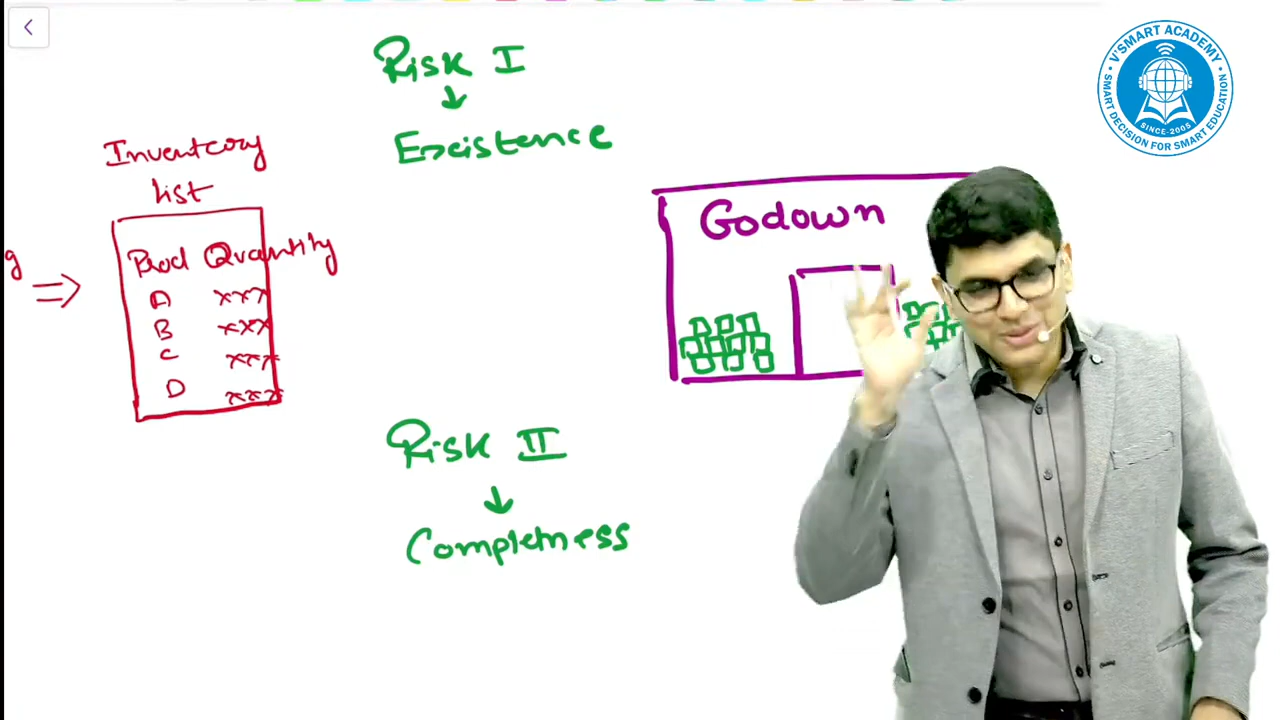 Risk I
Existence
Inventory
list
Prod Quantity
A xxx
B xxx
C xxx
D xxx
g
Godown
Risk II
Completness
V'SMART ACADEMY
SINCE-2005
SMART DECISION FOR SMART EDUCATION